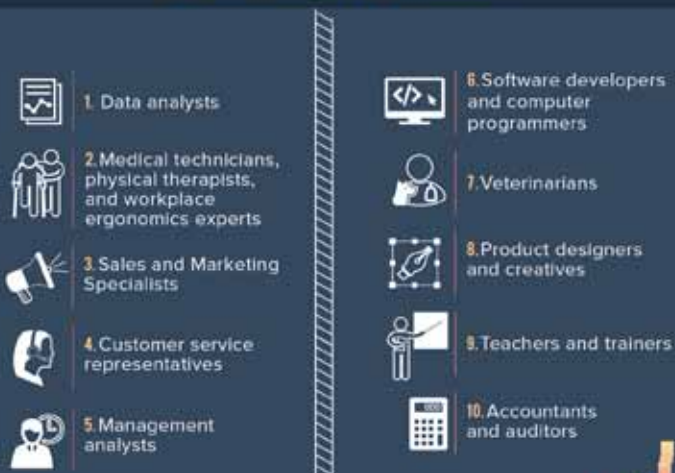 1. Data analysts
2. Medical technicians,
physical therapists,
and workplace
ergonomics experts
3. Sales and Marketing
Specialists
4. Customer service
representatives
5. Management
analysts
6. Software developers
and computer
programmers
7. Veterinarians
8. Product designers
and creatives
9. Teachers and trainers
10. Accountants
and auditors